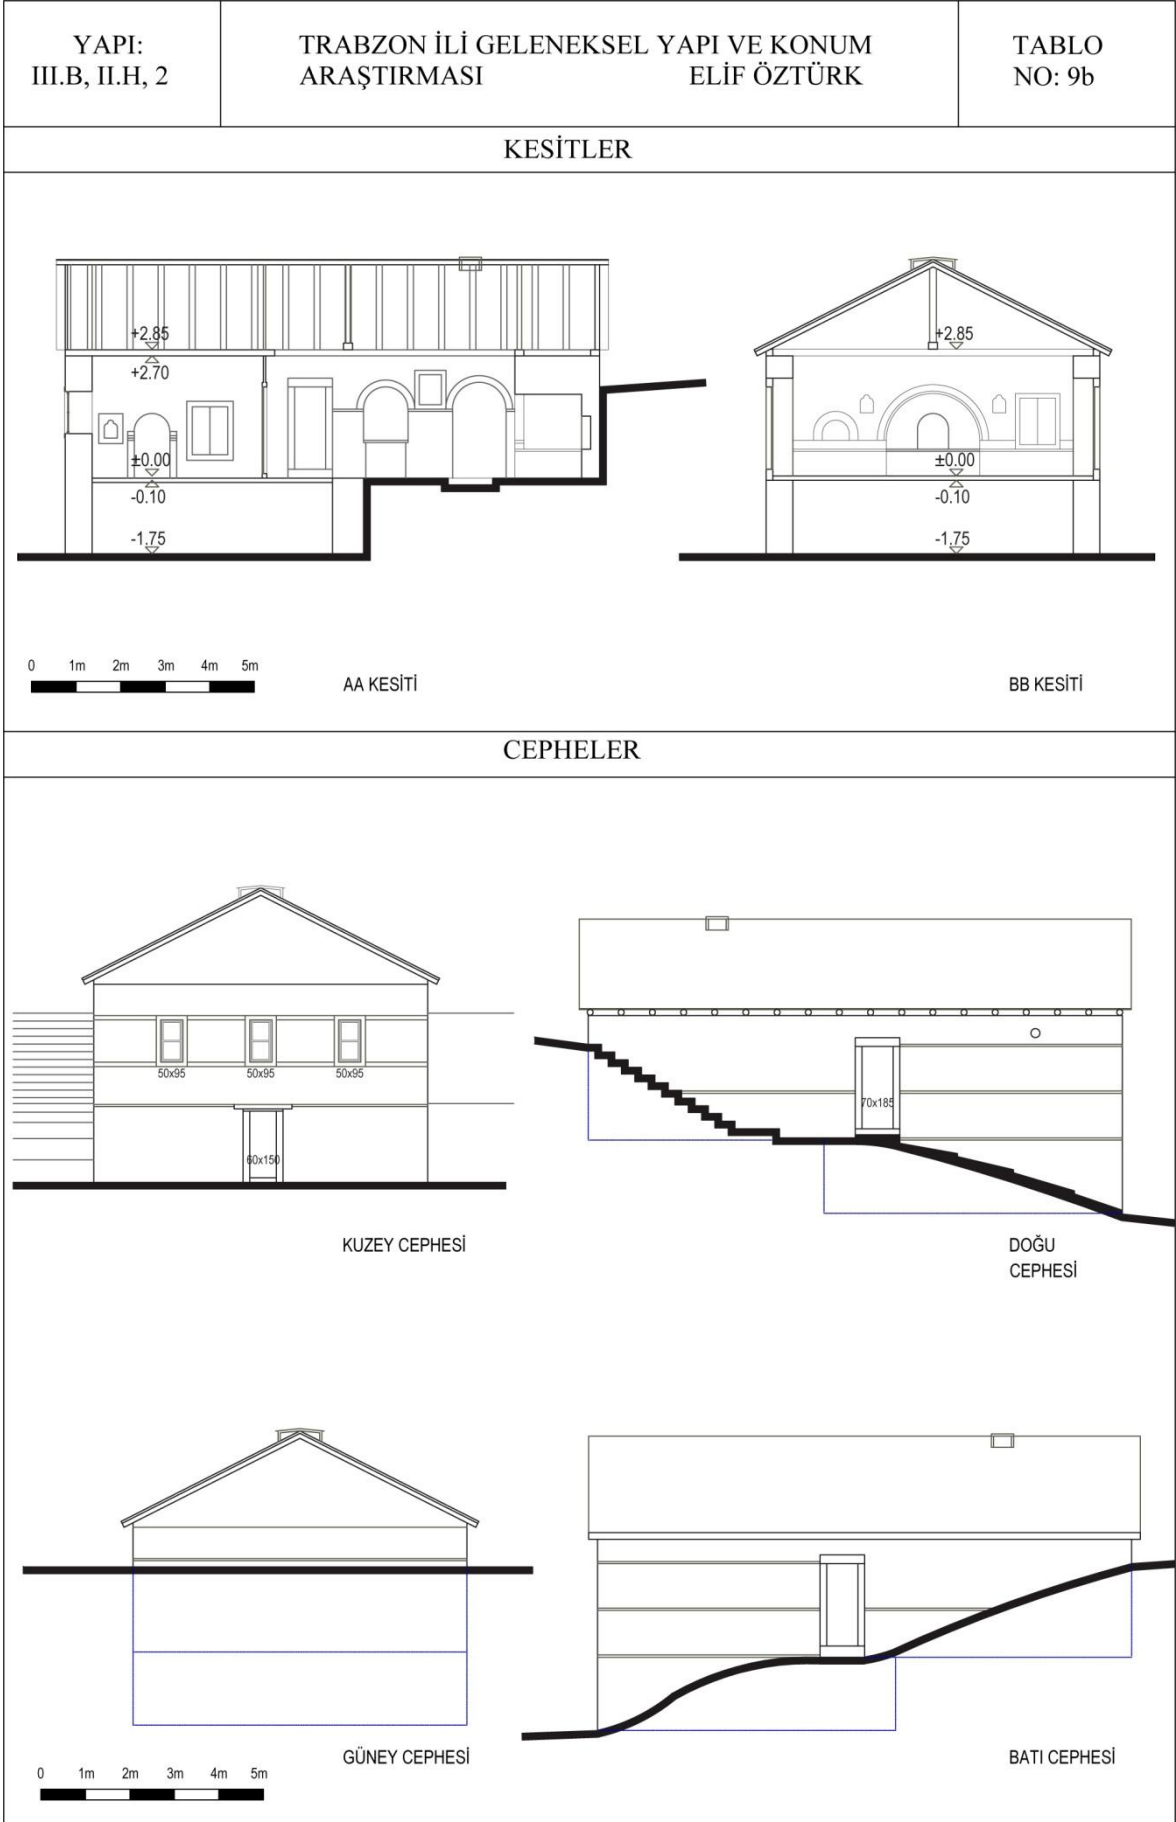 YAPI:
III.B, II.H, 2
TRABZON İLİ GELENEKSEL YAPI VE KONUM
ARAŞTIRMASI ELİF ÖZTÜRK
TABLO
NO: 9b
KESİTLER
+2.85
+2.70
±0.00
-0.10
-1.75
+2.85
±0.00
-0.10
-1.75
0 1m 2m 3m 4m 5m
AA KESİTİ
BB KESİTİ
CEPHELER
50x95 50x95 50x95
60x150
70x185
KUZEY CEPHESİ
DOĞU
CEPHESİ
GÜNEY CEPHESİ
BATI CEPHESİ
0 1m 2m 3m 4m 5m